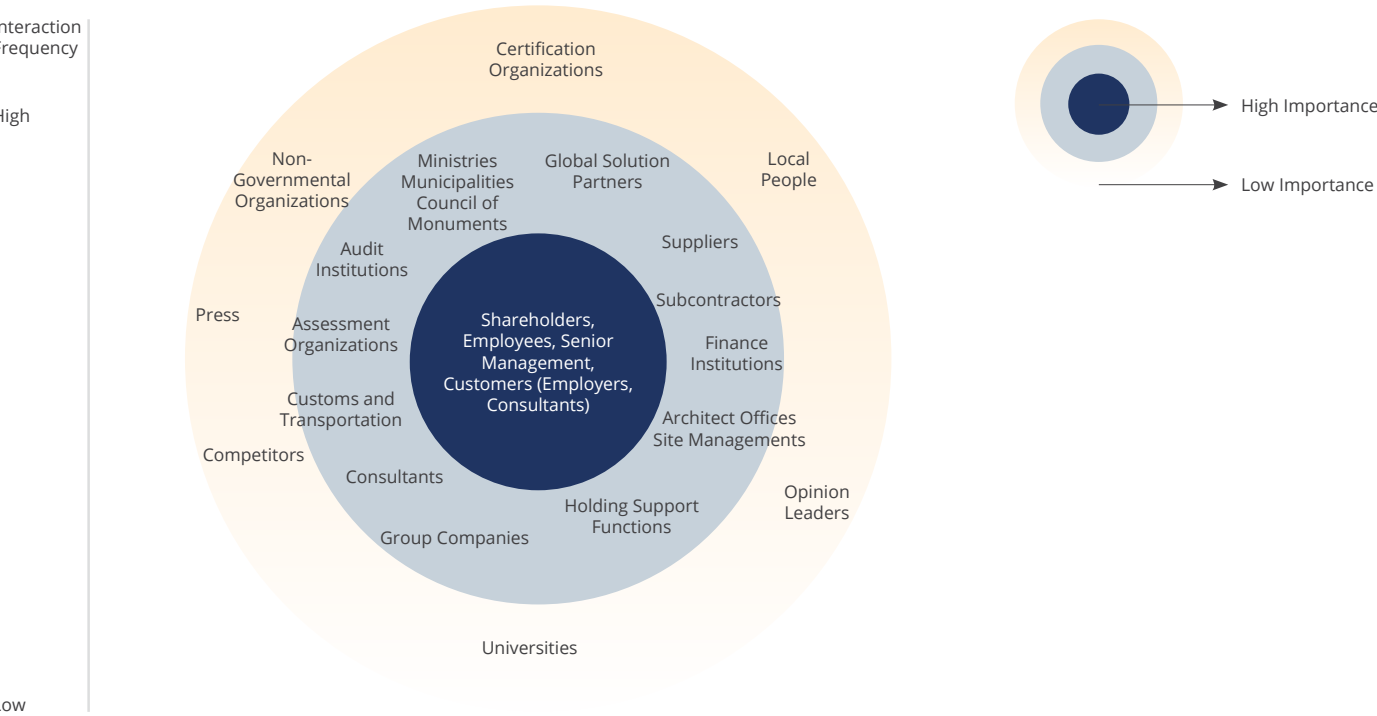 nteraction
requency
High
Low
Certification
Organizations
Non-
Governmental
Organizations
Ministries
Municipalities
Council of
Monuments
Global Solution
Partners
Local
People
Audit
Institutions
Suppliers
Press
Assessment
Organizations
Subcontractors
Shareholders,
Employees, Senior
Management,
Customers (Employers,
Consultants)
Finance
Institutions
Customs and
Transportation
Architect Offices
Site Managements
Competitors
Consultants
Opinion
Leaders
Holding Support
Functions
Group Companies
Universities
High Importance
Low Importance